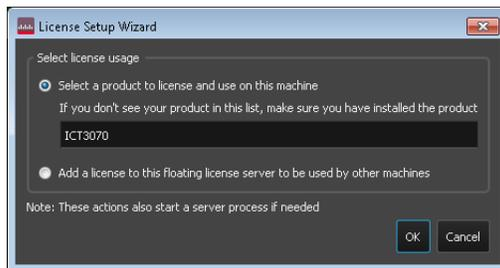 License Setup Wizard
Select license usage
Select a product to license and use on this machine
If you don't see your product in this list, make sure you have installed the product
ICT3070
Add a license to this floating license server to be used by other machines
Note: These actions also start a server process if needed
OK Cancel